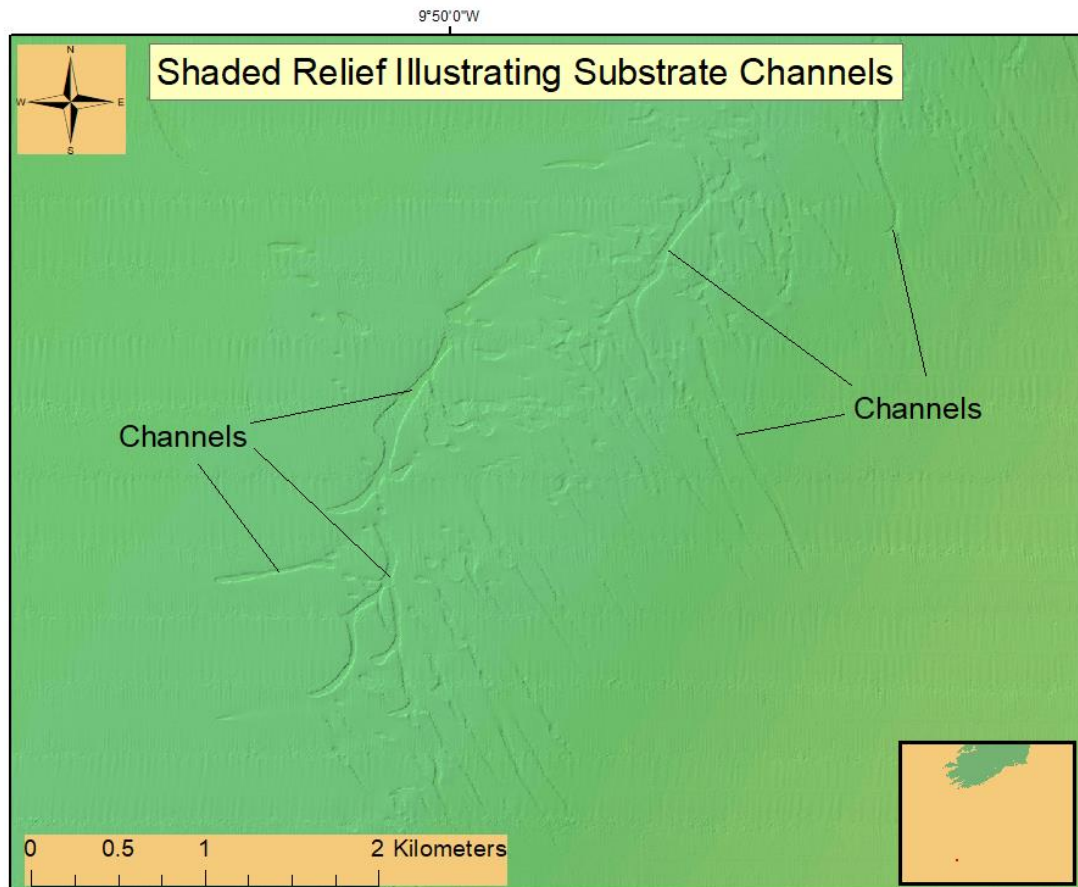 9°50'0"W
N
W E
S
Shaded Relief Illustrating Substrate Channels
Channels
Channels
0 0.5 1 2 Kilometers